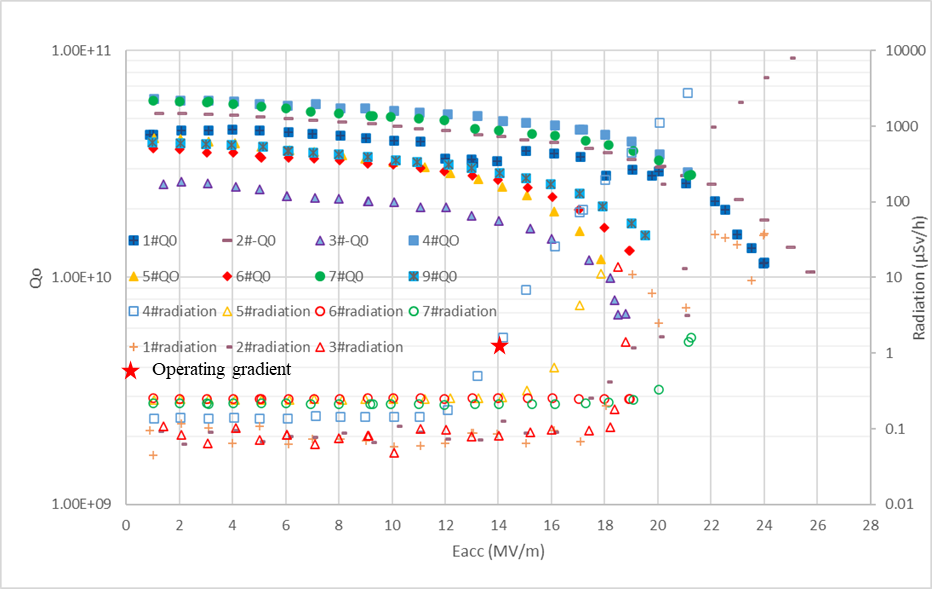 1.00E+11
1.00E+10
1.00E+09
Qo
10000
1000
100
10
1
0.1
0.01
Radiation (μSv/h)
1#Q0 2#-Q0 3#-Q0 4#QO
5#QO 6#Q0 7#Q0 9#Q0
4#radiation 5#radiation 6#radiation 7#radiation
1#radiation 2#radiation 3#radiation
Operating gradient
0 2 4 6 8 10 12 14 16 18 20 22 24 26 28
Eacc (MV/m)